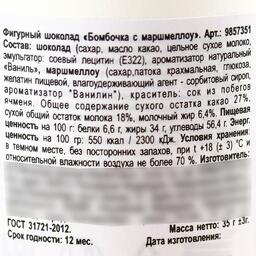 Фигурный шоколад «Бомбочка с маршмеллоу». Арт.: 9857351
Состав: шоколад (сахар, масло какао, цельное сухое молоко,
эмульгатор: соевый лецитин (Е322), ароматизатор натуральный
«Ваниль», маршмеллоу (сахар,патока крахмальная, глюкоза,
желатин пищевой, влагоудерживающий агент - сорбитовый сироп,
ароматизатор "Ванилин"), краситель: сок из побегов
ячменя. Общее содержание сухого остатка какао 27%,
сухой общий остаток молока 18%, молочный жир 6,4%. Пищевая
ценность на 100 г: белки 6,6 г, жиры 34 г, углеводы 56,4 г. Энерг.
ценность на 100 гр: 550 ккал / 2300 кДж. Условия хранения:
в темном месте, без посторонних запахов, при t +18 (± 3) °C и
относительной влажности воздуха не более 70 %.
ГОСТ 31721-2012.
Срок годности: 12 мес.
Масса нетто: 35 г ±3г.